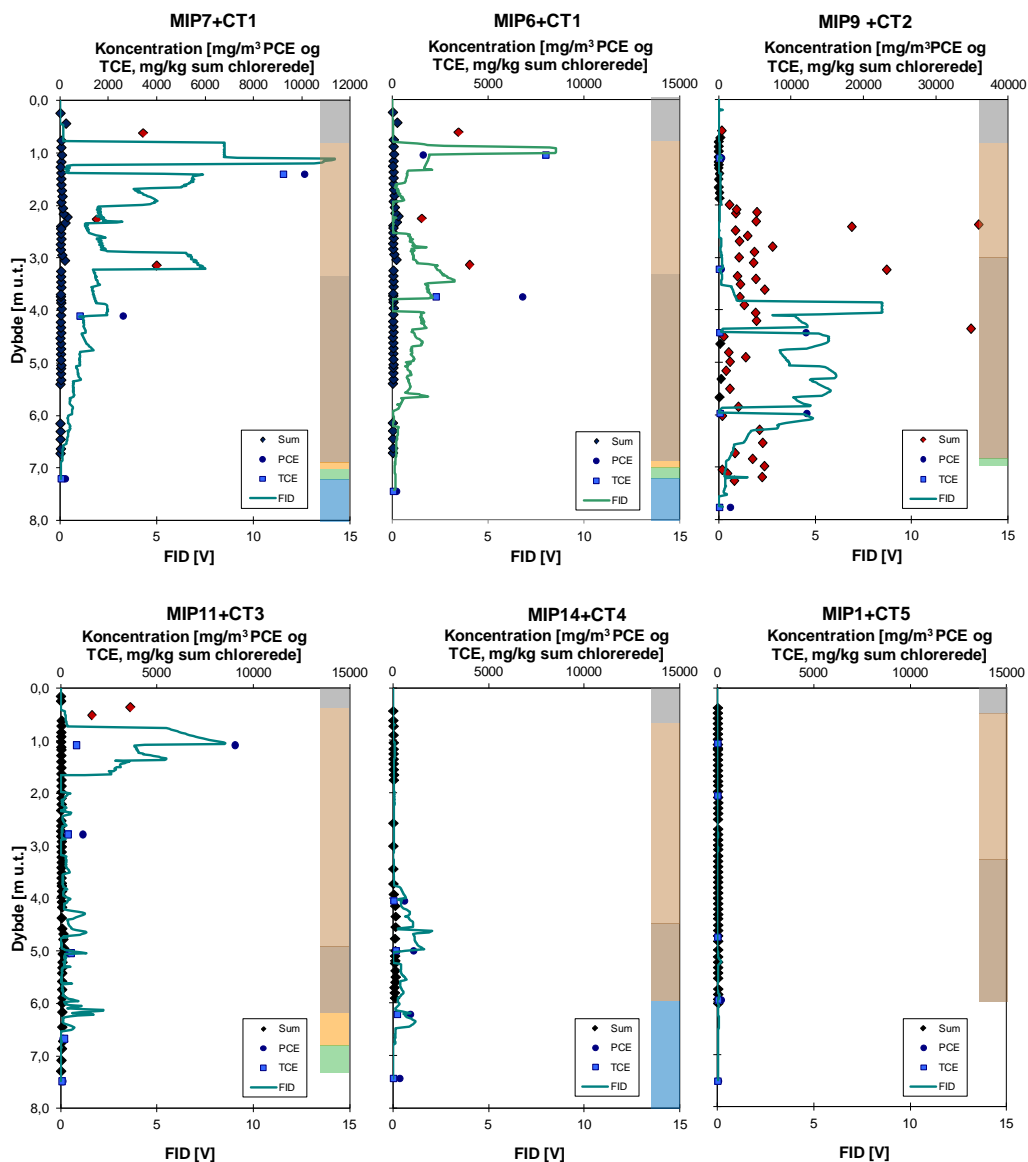 MIP7+CT1
Koncentration [mg/m³ PCE og
TCE, mg/kg sum chlorerede]
0 2000 4000 6000 8000 10000 12000
0,0
1,0
2,0
3,0
4,0
5,0
6,0
7,0
8,0
Dybde [m u.t.]
Sum
PCE
TCE
FID
0 5 10 15
FID [V]
MIP6+CT1
Koncentration [mg/m³ PCE og
TCE, mg/kg sum chlorerede]
0 5000 10000 15000
Sum
PCE
TCE
FID
0 5 10 15
FID [V]
MIP9 +CT2
Koncentration [mg/m³PCE og
TCE, mg/kg sum chlorerede]
0 10000 20000 30000 40000
Sum
PCE
TCE
FID
0 5 10 15
FID [V]
MIP11+CT3
Koncentration [mg/m³ PCE og
TCE, mg/kg sum chlorerede]
0 5000 10000 15000
0,0
1,0
2,0
3,0
4,0
5,0
6,0
7,0
8,0
Dybde [m u.t.]
Sum
PCE
TCE
FID
0 5 10 15
FID [V]
MIP14+CT4
Koncentration [mg/m³ PCE og
TCE, mg/kg sum chlorerede]
0 5000 10000 15000
Sum
PCE
TCE
FID
0 5 10 15
FID [V]
MIP1+CT5
Koncentration [mg/m³ PCE og
TCE, mg/kg sum chlorerede]
0 5000 10000 15000
Sum
PCE
TCE
FID
0 5 10 15
FID [V]